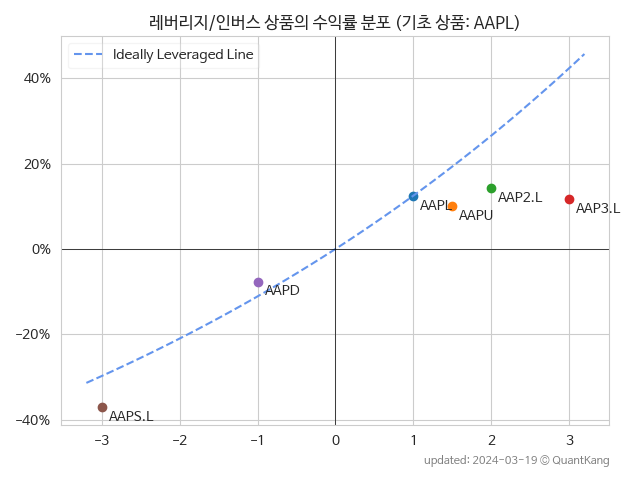 레버리지/인버스 상품의 수익률 분포 (기초 상품: AAPL)
Ideally Leveraged Line
40%
20%
0%
−20%
−40%
AAPL
AAPU
AAP2.L
AAP3.L
AAPD
AAPS.L
−3 −2 −1 0 1 2 3
updated: 2024-03-19 © QuantKang